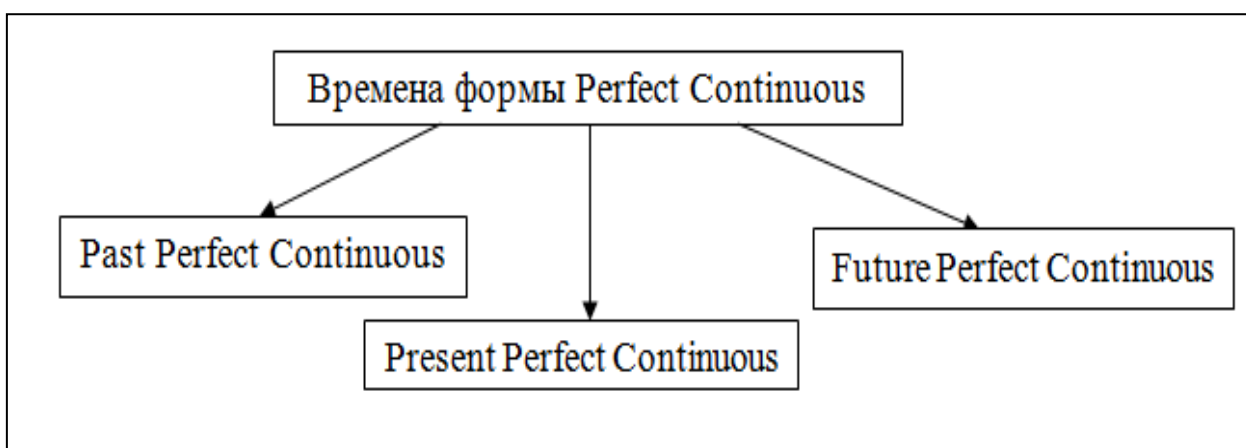 Времена формы Perfect Continuous
Past Perfect Continuous
Present Perfect Continuous
Future Perfect Continuous